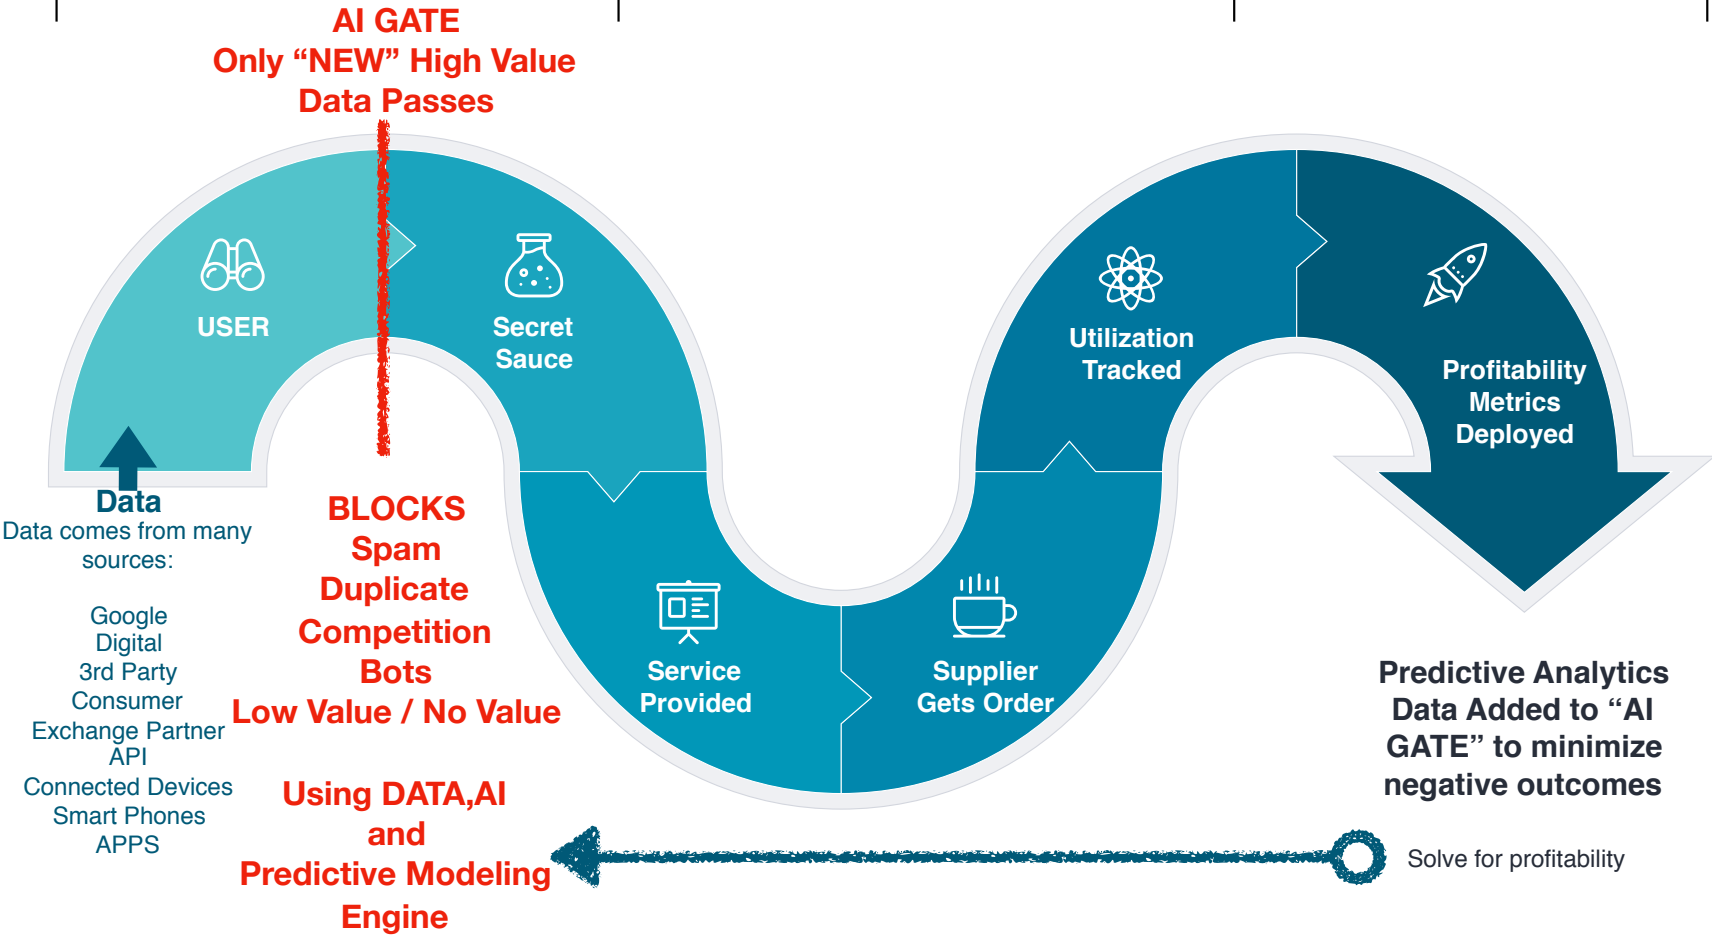 AI GATE
Only “NEW” High Value
Data Passes
USER
Secret
Sauce
Utilization
Tracked
Profitability
Metrics
Deployed
Data
Data comes from many
sources:
Google
Digital
3rd Party
Consumer
Exchange Partner
API
Connected Devices
Smart Phones
APPS
BLOCKS
Spam
Duplicate
Competition
Bots
Low Value / No Value
Using DATA,AI
and
Predictive Modeling
Engine
Service
Provided
Supplier
Gets Order
Predictive Analytics
Data Added to “AI
GATE” to minimize
negative outcomes
Solve for profitability